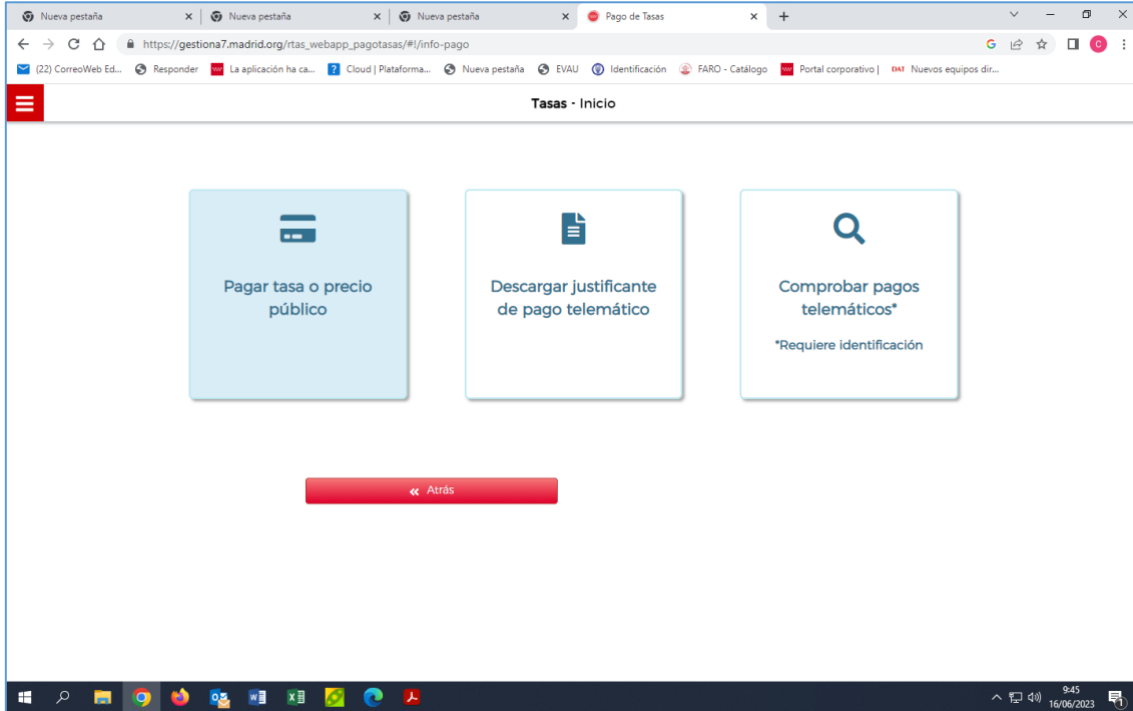 Nueva pestaña
Nueva pestaña
Nueva pestaña
Pago de Tasas
https://gestiona7.madrid.org/rtas_webapp_pagotasas/#!/info-pago
(22) CorreoWeb Ed...
Responder
La aplicación ha ca...
Cloud | Plataforma...
Nueva pestaña
EVAU
Identificación
FARO - Catálogo
Portal corporativo |
DAT Nuevos equipos dir...
Tasas · Inicio
Pagar tasa o precio
público
Descargar justificante
de pago telemático
Comprobar pagos
telemáticos*
*Requiere identificación
« Atrás
9:45
16/06/2023